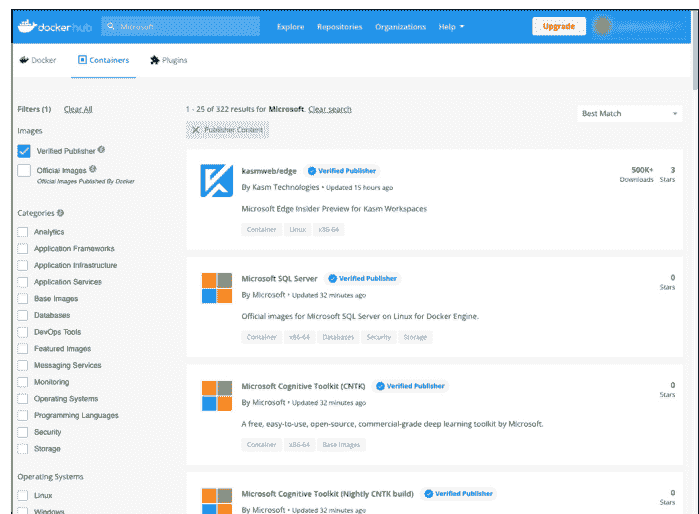 docker hub Microsoft Explore Repositories Organizations Help Upgrade
Docker Containers Plugins
Filters (1) Clear All
Images
Verified Publisher
Official Images
Official Images Published By Docker
Categories
Analytics
Application Frameworks
Application Infrastructure
Application Services
Base Images
Databases
DevOps Tools
Featured Images
Messaging Services
Monitoring
Operating Systems
Programming Languages
Security
Storage
Operating Systems
Linux
Windows
1 - 25 of 322 results for Microsoft. Clear search
Best Match
Publisher Content
kasmweb/edge Verified Publisher
By Kasm Technologies • Updated 15 hours ago
Microsoft Edge Insider Preview for Kasm Workspaces
Container Linux x86-64
500K+ 3
Downloads Stars
Microsoft SQL Server Verified Publisher
By Microsoft • Updated 32 minutes ago
Official images for Microsoft SQL Server on Linux for Docker Engine.
Container x86-64 Databases Security Storage
0
Stars
Microsoft Cognitive Toolkit (CNTK) Verified Publisher
By Microsoft • Updated 32 minutes ago
A free, easy-to-use, open-source, commercial-grade deep learning toolkit by Microsoft.
Container x86-64 Base Images
0
Stars
Microsoft Cognitive Toolkit (Nightly CNTK build) Verified Publisher
By Microsoft • Updated 32 minutes ago
0
Stars